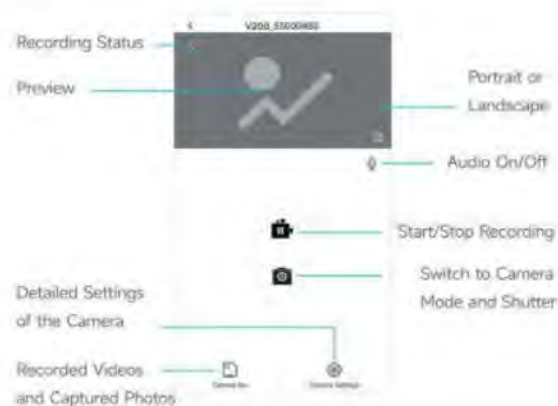 Recording Status
Preview
Portrait or
Landscape
Audio On/Off
Start/Stop Recording
Switch to Camera
Mode and Shutter
Detailed Settings
of the Camera
Recorded Videos
and Captured Photos